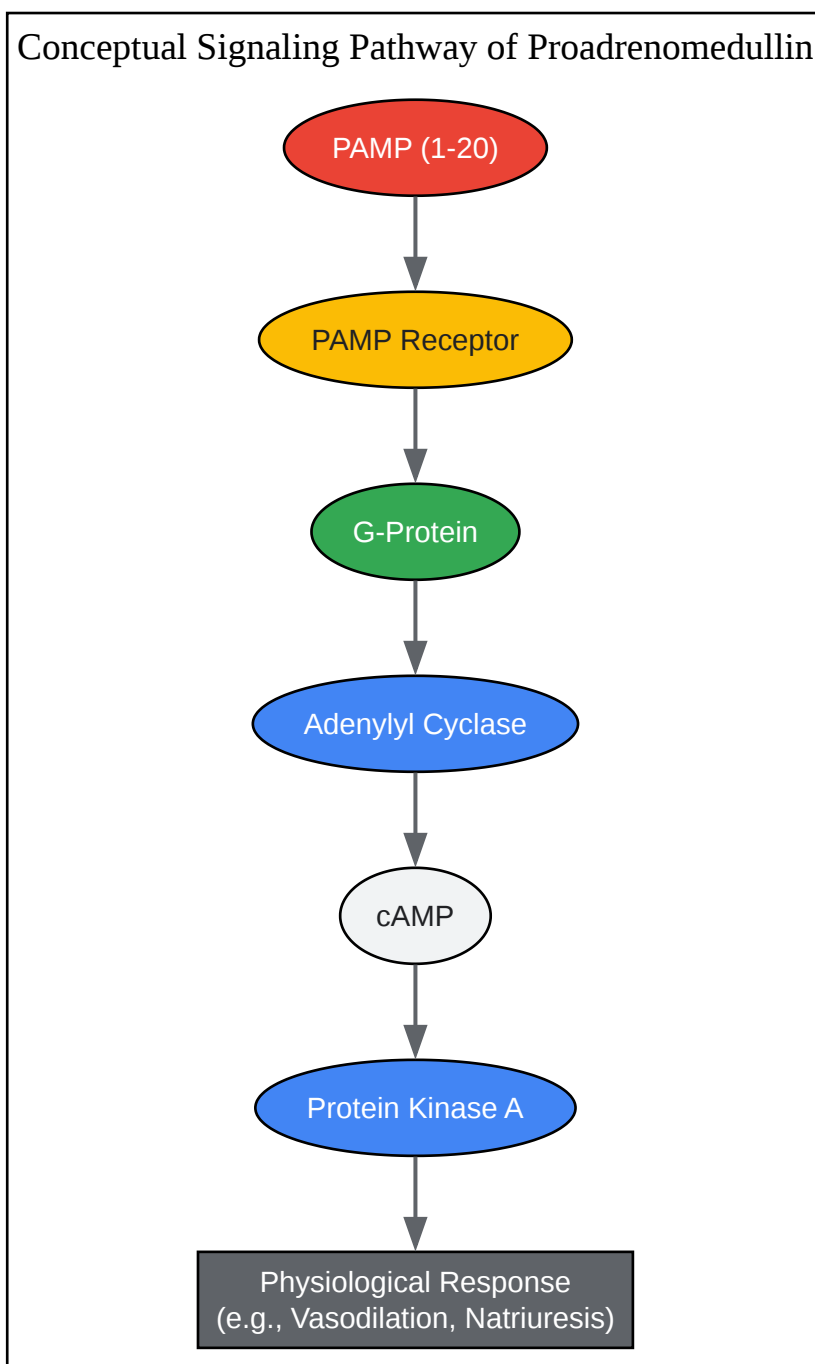 Conceptual Signaling Pathway of Proadrenomedullin
PAMP (1-20)
PAMP Receptor
G-Protein
Adenylyl Cyclase
cAMP
Protein Kinase A
Physiological Response
(e.g., Vasodilation, Natriuresis)